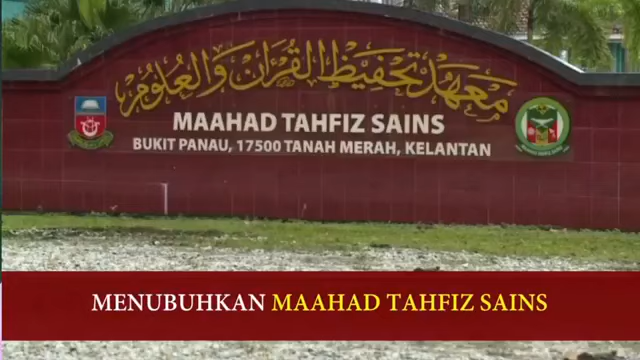 معهد تحفيظ القرآن والعلوم
MAAHAD TAHFIZ SAINS
BUKIT PANAU, 17500 TANAH MERAH, KELANTAN
MENUBUHKAN MAAHAD TAHFIZ SAINS